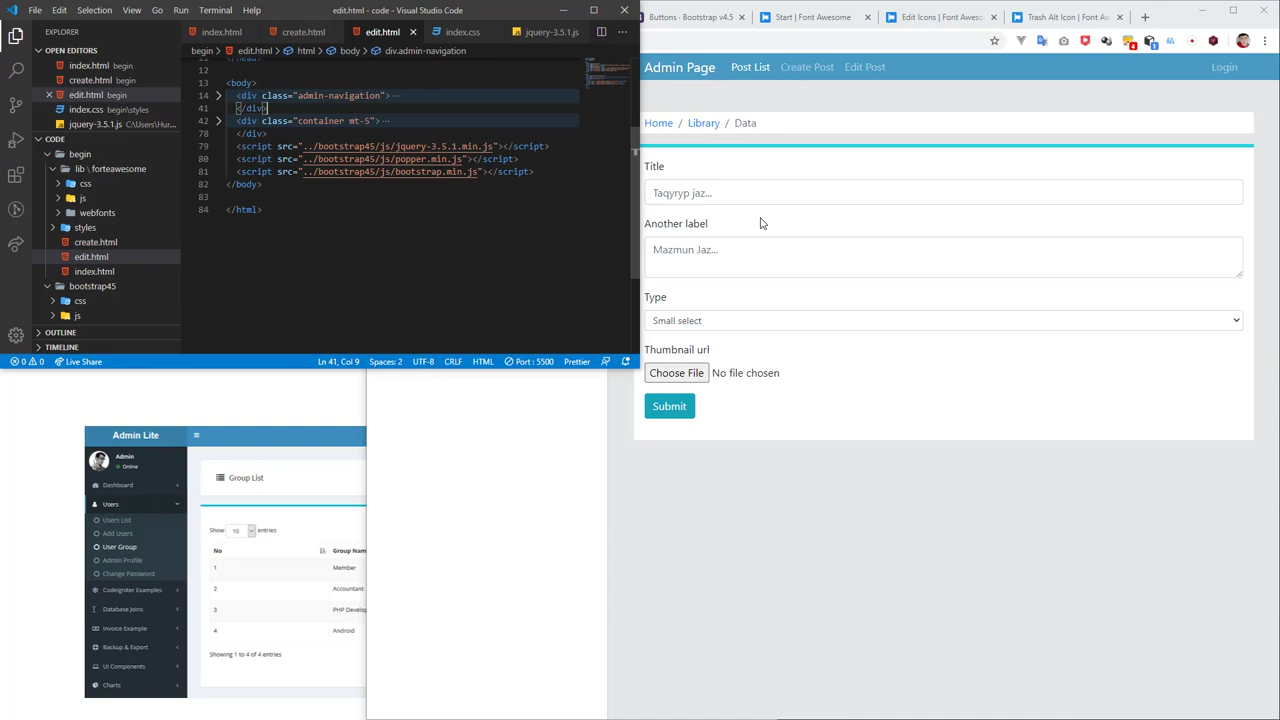 File Edit Selection View Go Run Terminal Help edit.html - code - Visual Studio Code
EXPLORER
OPEN EDITORS
index.html begin
create.html begin
edit.html begin
index.css begin\styles
jquery-3.5.1.js
CODE
begin
lib \ forteawesome
css
js
webfonts
styles
create.html
edit.html
index.html
bootstrap45
css
js
OUTLINE
TIMELINE
index.html create.html edit.html index.css jquery-3.5.1.js
begin > edit.html > html > body > div.admin-navigation
11 </head>
12
13 <body>
14 <div class="admin-navigation">
41 </div>
42 <div class="container mt-5">
78 </div>
79 <script src="../bootstrap45/js/jquery-3.5.1.min.js"></script>
80 <script src="../bootstrap45/js/popper.min.js"></script>
81 <script src="../bootstrap45/js/bootstrap.min.js"></script>
82 </body>
83
84 </html>
0 0 Live Share Ln 41, Col 9 Spaces: 2 UTF-8 CRLF HTML Port : 5500 Prettier
Buttons · Bootstrap v4.5 Start | Font Awesome Edit Icons | Font Awesome Trash Alt Icon | Font Awesome
Admin Page Post List Create Post Edit Post Login
Home / Library / Data
Title
Taqyryp jaz...
Another label
Mazmun Jaz...
Type
Small select
Thumbnail url
Choose File No file chosen
Submit
Admin Lite
Admin
Online
Dashboard
Users
Users List
Add Users
User Group
Admin Profile
Change Password
Codeigniter Examples
Database Joins
Invoice Example
Backup & Export
UI Components
Charts
Group List
Show 10 entries
No Group Nam
1 Member
2 Accountant
3 PHP Develop
4 Android
Showing 1 to 4 of 4 entries